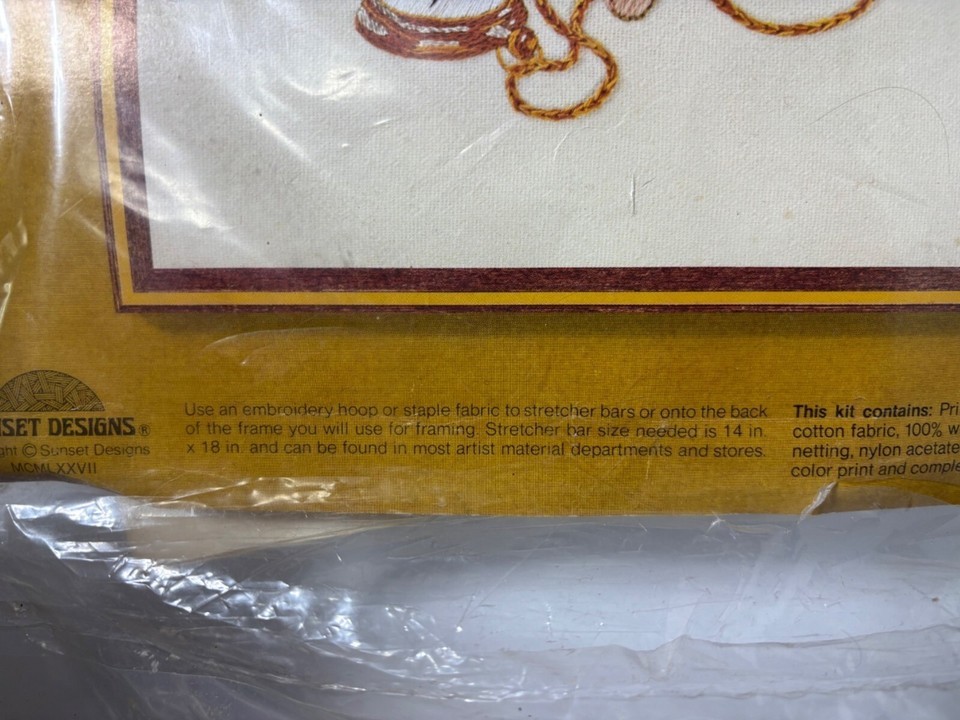 SET DESIGNS®
ght © Sunset Designs
MCMLXXVII
Use an embroidery hoop or staple fabric to stretcher bars or onto the back
of the frame you will use for framing. Stretcher bar size needed is 14 in.
x 18 in. and can be found in most artist material departments and stores.
This kit contains: Pri
cotton fabric, 100% w
netting, nylon acetate
color print and comple